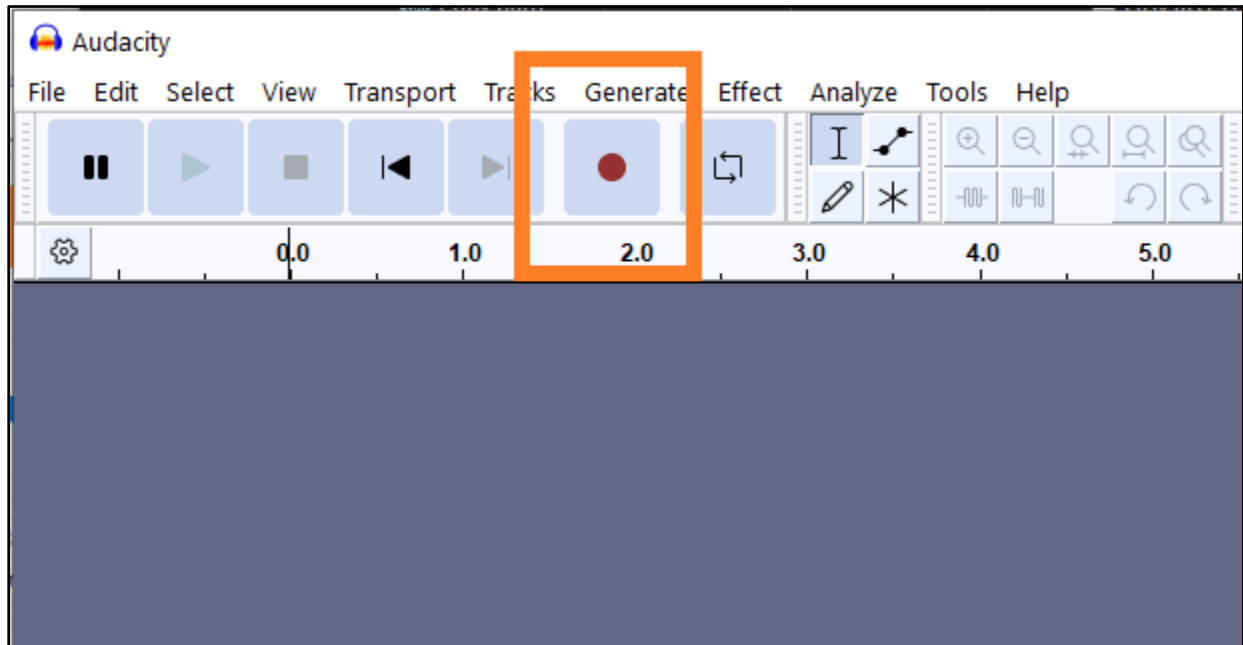 Audacity
File Edit Select View Transport Tracks Generate Effect Analyze Tools Help
0.0 1.0 2.0 3.0 4.0 5.0